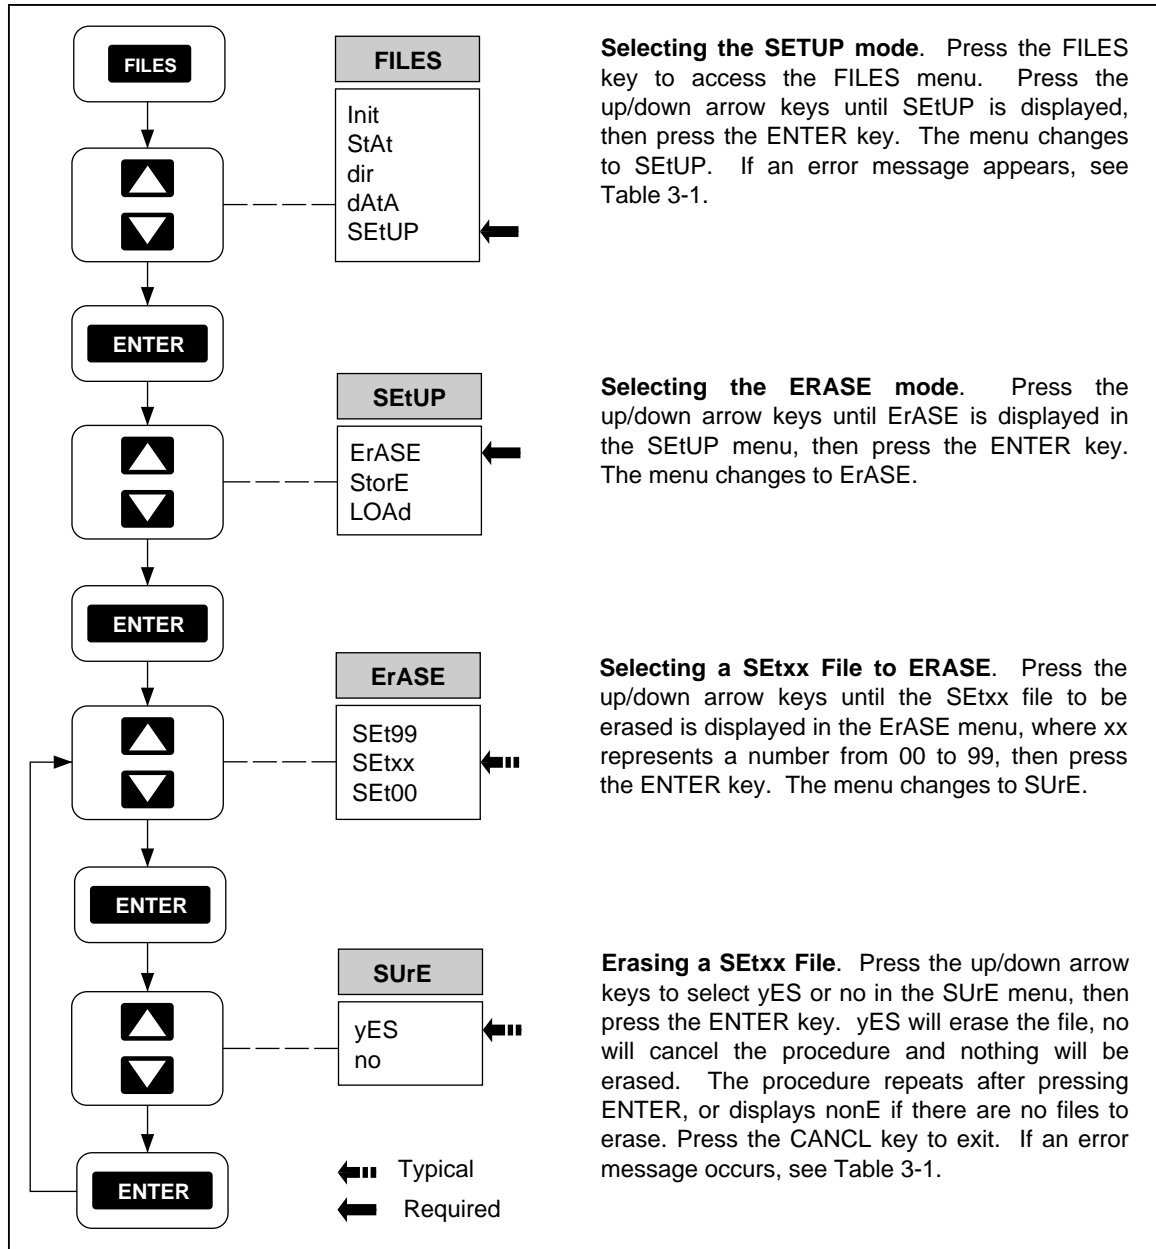 FILES
FILES
Init
StAt
dir
dAtA
SEtUP
Selecting the SETUP mode. Press the FILES
key to access the FILES menu. Press the
up/down arrow keys until SEtUP is displayed,
then press the ENTER key. The menu changes
to SEtUP. If an error message appears, see
Table 3-1.
ENTER
SEtUP
ErASE
StorE
LOAd
Selecting the ERASE mode. Press the
up/down arrow keys until ErASE is displayed in
the SEtUP menu, then press the ENTER key.
The menu changes to ErASE.
ENTER
ErASE
SEt99
SEtxx
SEt00
Selecting a SEtxx File to ERASE. Press the
up/down arrow keys until the SEtxx file to be
erased is displayed in the ErASE menu, where xx
represents a number from 00 to 99, then press
the ENTER key. The menu changes to SUrE.
ENTER
SUrE
yES
no
Erasing a SEtxx File. Press the up/down arrow
keys to select yES or no in the SUrE menu, then
press the ENTER key. yES will erase the file, no
will cancel the procedure and nothing will be
erased. The procedure repeats after pressing
ENTER, or displays nonE if there are no files to
erase. Press the CANCL key to exit. If an error
message occurs, see Table 3-1.
ENTER
Typical
Required